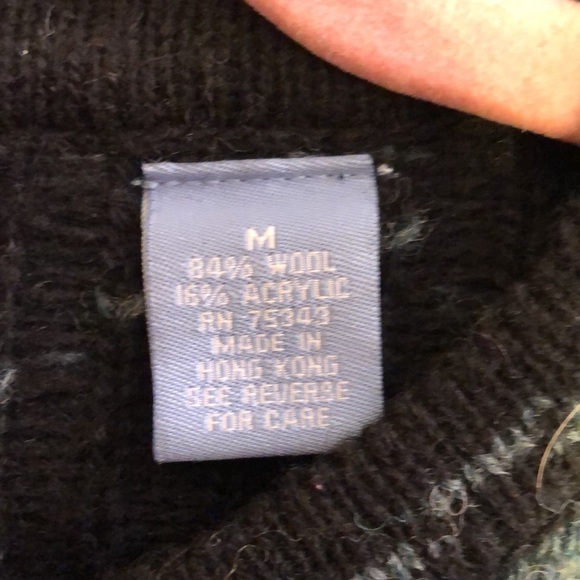 M
84% WOOL
16% ACRYLIC
RN 75343
MADE IN
HONG KONG
SEE REVERSE
FOR CARE